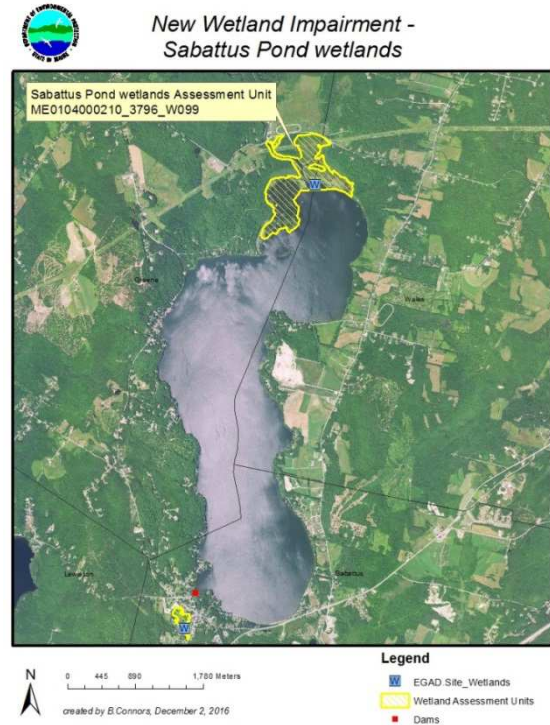 New Wetland Impairment -
Sabattus Pond wetlands
Sabattus Pond wetlands Assessment Unit
ME0104000210_3796_W099
W
Greene
Wales
Lewiston
Sabattus
W
N
0 445 890 1,780 Meters
created by B.Connors, December 2, 2016
Legend
W EGAD.Site_Wetlands
Wetland Assessment Units
Dams